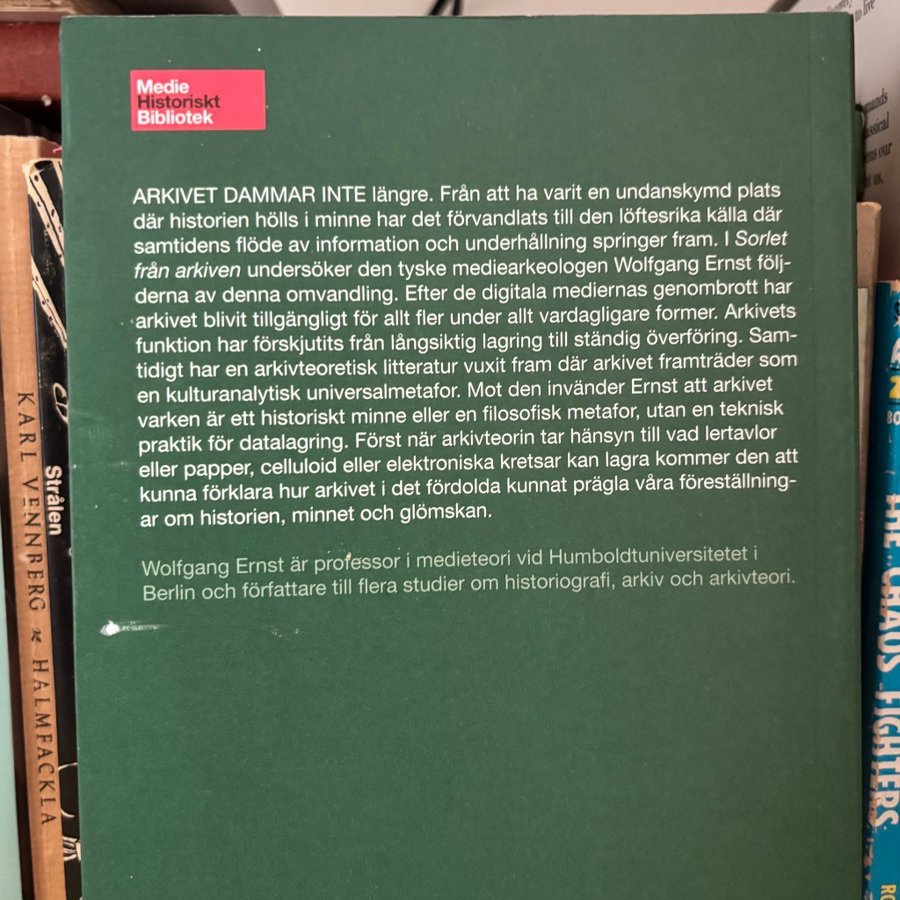 Medie
Historiskt
Bibliotek
ARKIVET DAMMAR INTE längre. Från att ha varit en undanskymd plats
där historien hölls i minne har det förvandlats till den löftesrika källa där
samtidens flöde av information och underhållning springer fram. I Sorlet
från arkiven undersöker den tyske mediearkeologen Wolfgang Ernst följ-
derna av denna omvandling. Efter de digitala mediernas genombrott har
arkivet blivit tillgängligt för allt fler under allt vardagligare former. Arkivets
funktion har förskjutits från långsiktig lagring till ständig överföring. Sam-
tidigt har en arkivteoretisk litteratur vuxit fram där arkivet framträder som
en kulturanalytisk universalmetafor. Mot den invänder Ernst att arkivet
varken är ett historiskt minne eller en filosofisk metafor, utan en teknisk
praktik för datalagring. Först när arkivteorin tar hänsyn till vad lertavlor
eller papper, celluloid eller elektroniska kretsar kan lagra kommer den att
kunna förklara hur arkivet i det fördolda kunnat prägla våra föreställning-
ar om historien, minnet och glömskan.
Wolfgang Ernst är professor i medieteori vid Humboldtuniversitetet i
Berlin och författare till flera studier om historiografi, arkiv och arkivteori.
KARL VENNBERG ★ HALMFACKLA
Strålen
THE CHAOS FIGHTERS
to live
us.